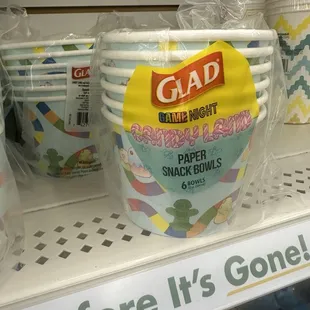 GLAD
GLAD
GAME NIGHT
CANDY LAND
PAPER
SNACK BOWLS
6 BOWLS
fore It's Gone!